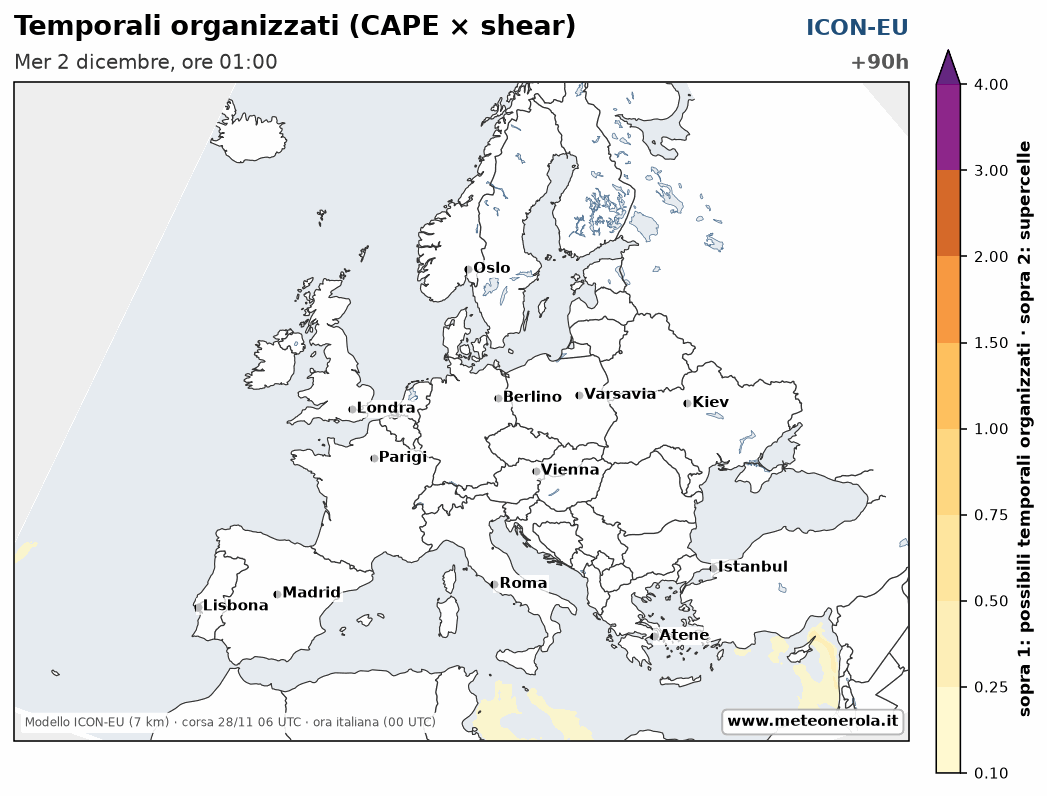 Temporali organizzati (CAPE × shear)
ICON-EU
Mer 2 dicembre, ore 01:00
+90h
Oslo
Londra
Berlino
Varsavia
Kiev
Parigi
Vienna
Istanbul
Roma
Madrid
Lisbona
Atene
Modello ICON-EU (7 km) · corsa 28/11 06 UTC · ora italiana (00 UTC)
www.meteonerola.it
4.00
3.00
2.00
1.50
1.00
0.75
0.50
0.25
0.10
sopra 1: possibili temporali organizzati · sopra 2: supercelle